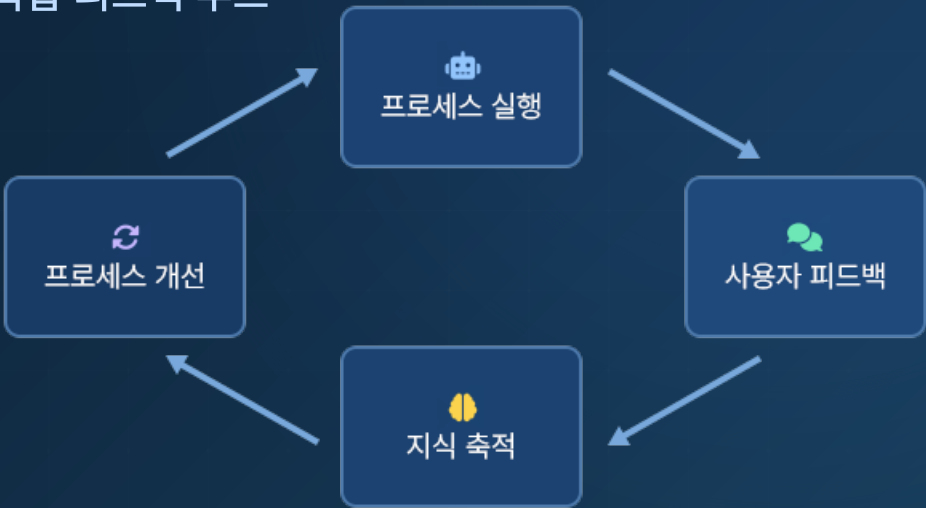 프로세스 실행
프로세스 개선
사용자 피드백
지식 축적